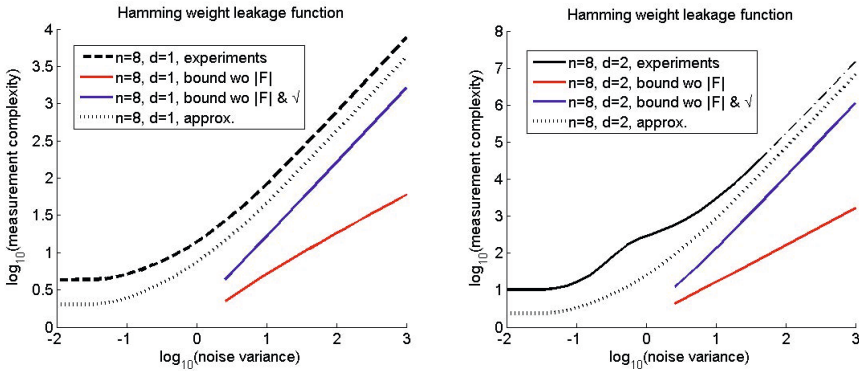 Hamming weight leakage function
n=8, d=1, experiments
n=8, d=1, bound wo |F|
n=8, d=1, bound wo |F| & √
n=8, d=1, approx.
log10(measurement complexity)
4
3.5
3
2.5
2
1.5
1
0.5
0
-2
-1
0
1
2
3
log10(noise variance)
Hamming weight leakage function
n=8, d=2, experiments
n=8, d=2, bound wo |F|
n=8, d=2, bound wo |F| & √
n=8, d=2, approx.
log10(measurement complexity)
8
7
6
5
4
3
2
1
0
-2
-1
0
1
2
3
log10(noise variance)